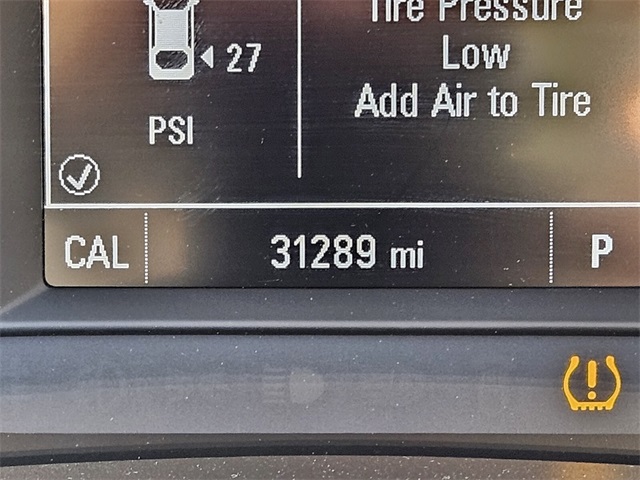 Tire Pressure
Low
Add Air to Tire
27
PSI
CAL
31289 mi
P